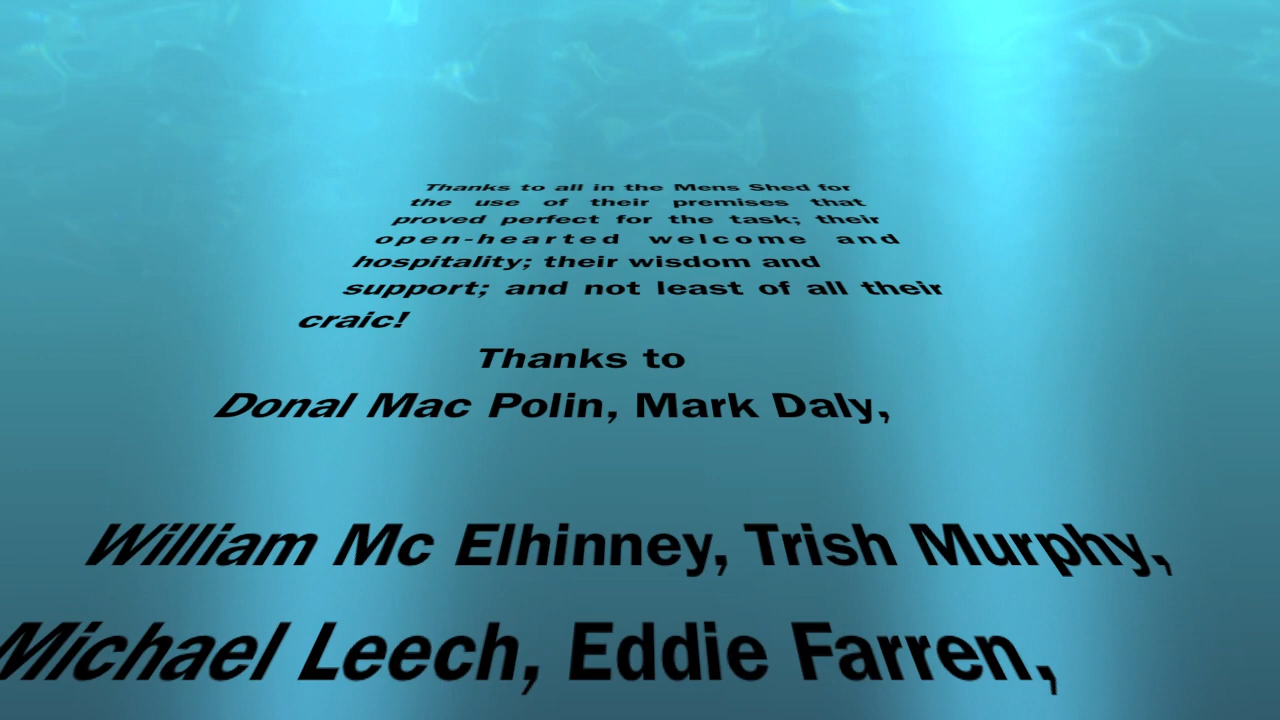 Thanks to all in the Mens Shed for
the use of their premises that
proved perfect for the task; their
open-hearted welcome and
hospitality; their wisdom and
support; and not least of all their
craic!
Thanks to
Donal Mac Polin, Mark Daly,
William Mc Elhinney, Trish Murphy,
Michael Leech, Eddie Farren,